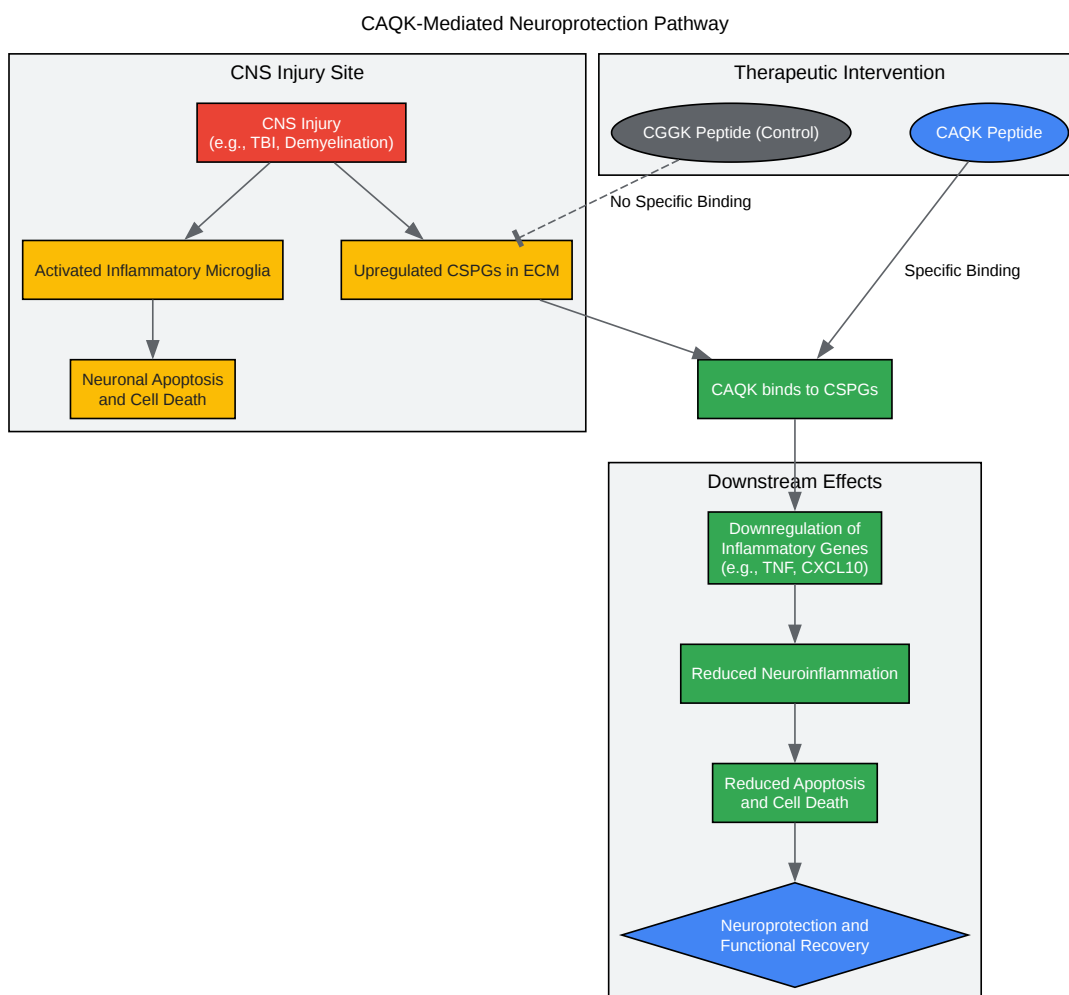 CAQK-Mediated Neuroprotection Pathway
CNS Injury Site
Therapeutic Intervention
CNS Injury
(e.g., TBI, Demyelination)
CGGK Peptide (Control)
CAQK Peptide
No Specific Binding
Specific Binding
Activated Inflammatory Microglia
Upregulated CSPGs in ECM
Neuronal Apoptosis
and Cell Death
CAQK binds to CSPGs
Downstream Effects
Downregulation of
Inflammatory Genes
(e.g., TNF, CXCL10)
Reduced Neuroinflammation
Reduced Apoptosis
and Cell Death
Neuroprotection and
Functional Recovery